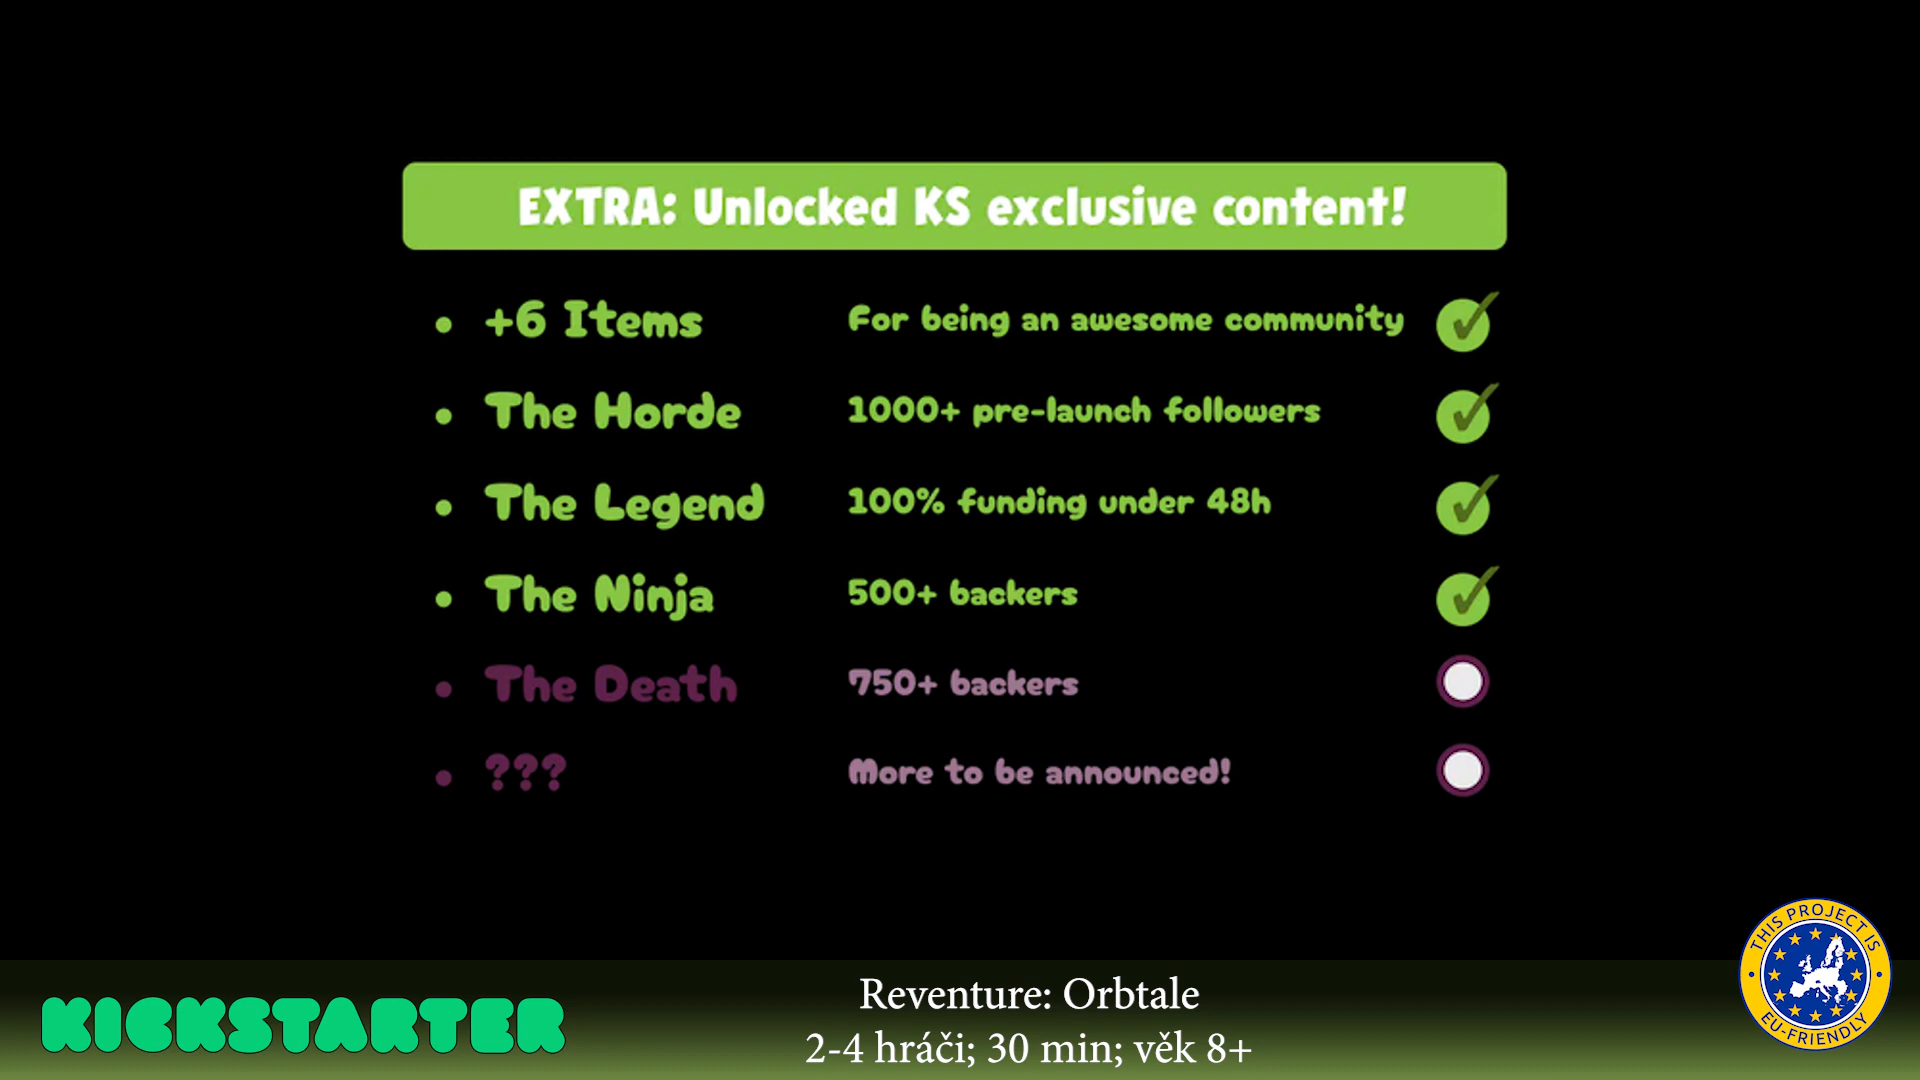 EXTRA: Unlocked KS exclusive content!
• +6 Items For being an awesome community
• The Horde 1000+ pre-launch followers
• The Legend 100% funding under 48h
• The Ninja 500+ backers
• The Death 750+ backers
• ??? More to be announced!
KICKSTARTER
Reventure: Orbtale
2-4 hráči; 30 min; věk 8+
THIS PROJECT IS
EU-FRIENDLY